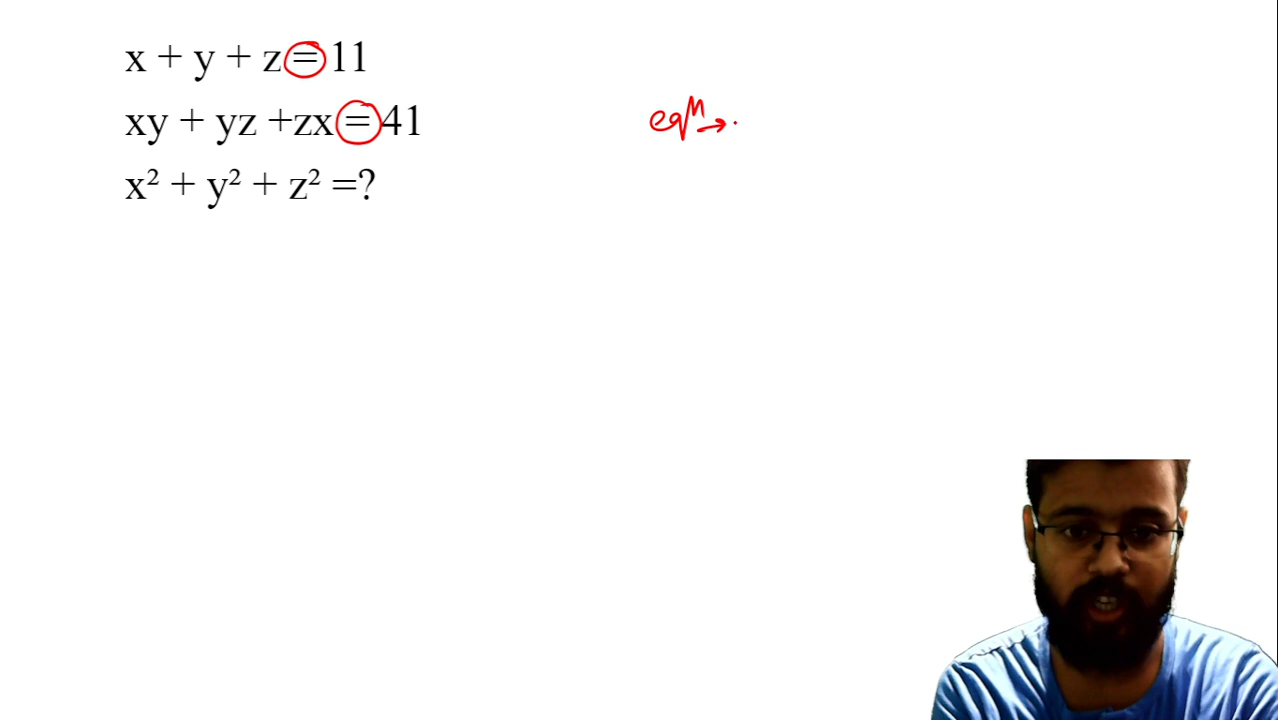 x + y + z = 11
xy + yz +zx = 41
eqⁿ→
x² + y² + z² =?